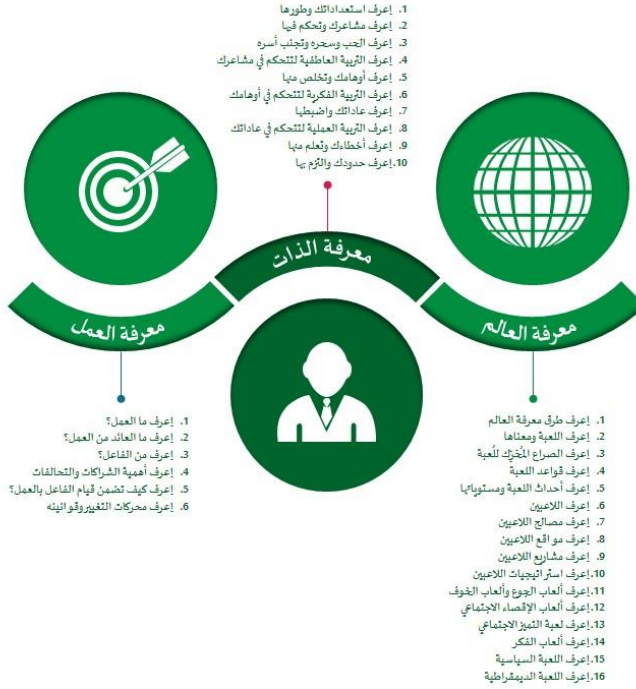 1. إعرف استعداداتك وطورها
2. إعرف مشاعرك وتحكم فيها
3. إعرف الحب وسحره وتجنب أسره
4. إعرف التربية العاطفية لتتحكم في مشاعرك
5. إعرف أوهامك وتخلص منها
6. إعرف التربية الفكرية لتتحكم في أوهامك
7. إعرف عاداتك واضبطها
8. إعرف التربية العملية لتتحكم في عاداتك
9. إعرف أخطاءك وتعلم منها
10. إعرف حدودك والتزم بها
معرفة الذات
معرفة العالم
معرفة العمل
1. إعرف طرق معرفة العالم
2. إعرف اللعبة ومعناها
3. إعرف الصراع المُحَرِّك للُعبة
4. إعرف قواعد اللعبة
5. إعرف أحداث اللعبة ومستوياتها
6. إعرف اللاعبين
7. إعرف مصالح اللاعبين
8. إعرف مواقع اللاعبين
9. إعرف مشاريع اللاعبين
10. إعرف استراتيجيات اللاعبين
11. إعرف ألعاب الجوع وألعاب الخوف
12. إعرف ألعاب الإقصاء الاجتماعي
13. إعرف لعبة التميز الاجتماعي
14. إعرف ألعاب الفكر
15. إعرف اللعبة السياسية
16. إعرف اللعبة الديمقراطية
1. إعرف ما العمل؟
2. إعرف ما العائد من العمل؟
3. إعرف من الفاعل؟
4. إعرف أهمية الشراكات والتحالفات
5. إعرف كيف تضمن قيام الفاعل بالعمل؟
6. إعرف محركات التغيير وقوانينه